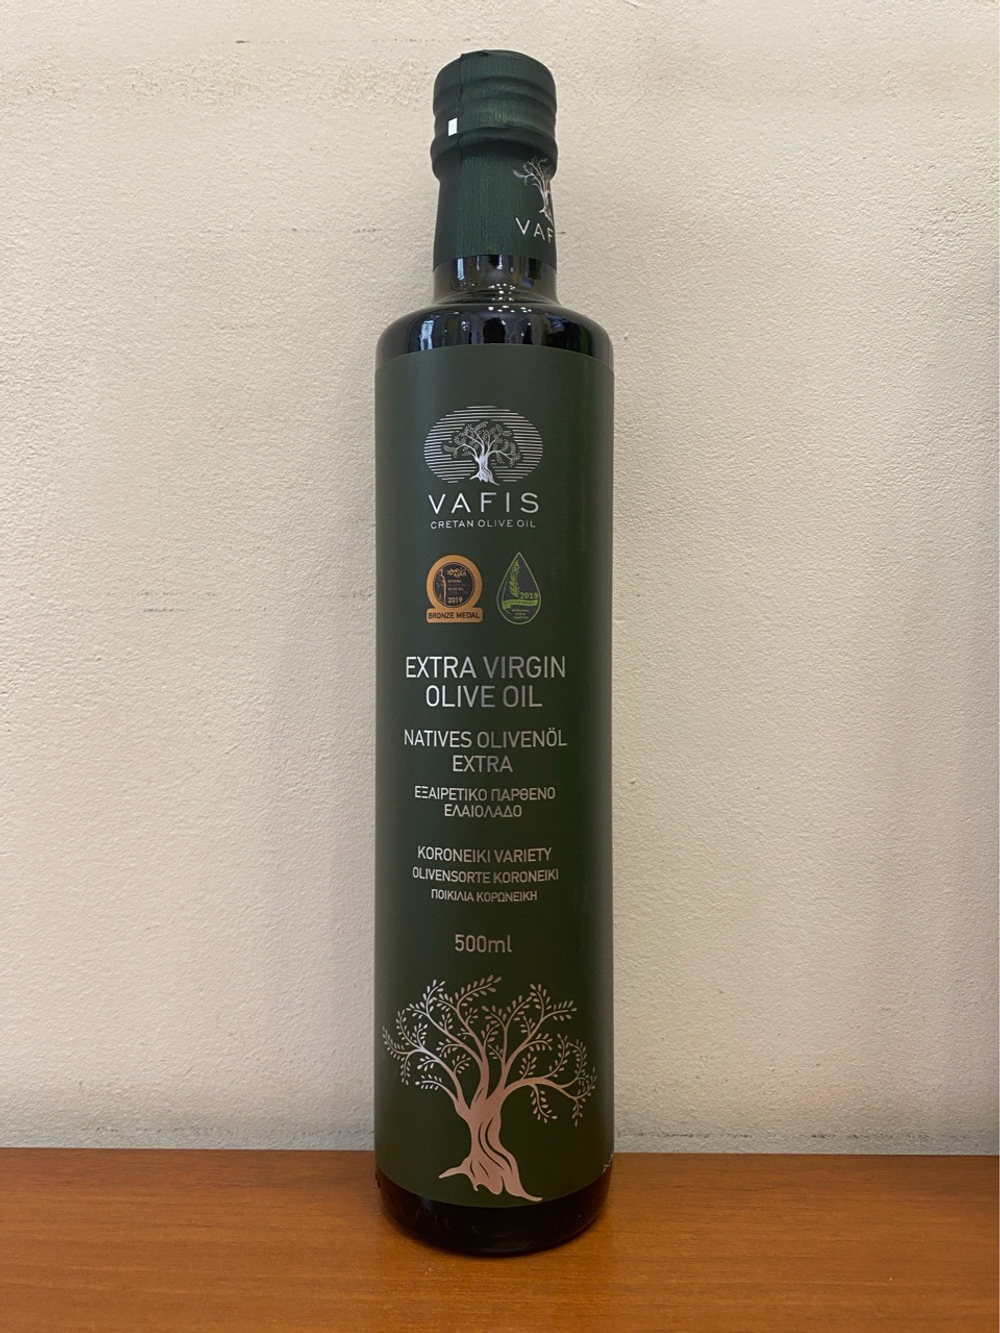 VAF
VAFIS
CRETAN OLIVE OIL
2019
BRONZE MEDAL
2019
EXTRA VIRGIN
OLIVE OIL
NATIVES OLIVENÖL
EXTRA
ΕΞΑΙΡΕΤΙΚΟ ΠΑΡΘΕΝΟ
ΕΛΑΙΟΛΑΔΟ
KORONEIKI VARIETY
OLIVENSORTE KORONEIKI
ΠΟΙΚΙΛΙΑ ΚΟΡΩΝΕΙΚΗ
500ml